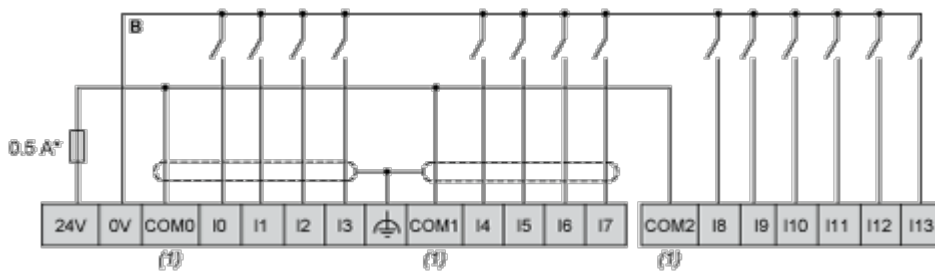 B
0.5 A*
24V 0V COM0 I0 I1 I2 I3 COM1 I4 I5 I6 I7 COM2 I8 I9 I10 I11 I12 I13
(1) (1) (1)